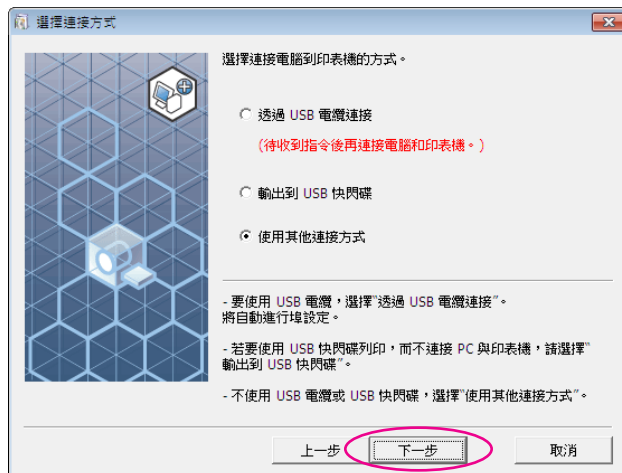 選擇連接方式
選擇連接電腦到印表機的方式。
透過 USB 電纜連接
(待收到指令後再連接電腦和印表機。)
輸出到 USB 快閃碟
使用其他連接方式
- 要使用 USB 電纜，選擇"透過 USB 電纜連接"。
將自動進行埠設定。
- 若要使用 USB 快閃碟列印，而不連接 PC 與印表機，請選擇"
輸出到 USB 快閃碟"。
- 不使用 USB 電纜或 USB 快閃碟，選擇"使用其他連接方式"。
上一步 下一步 取消